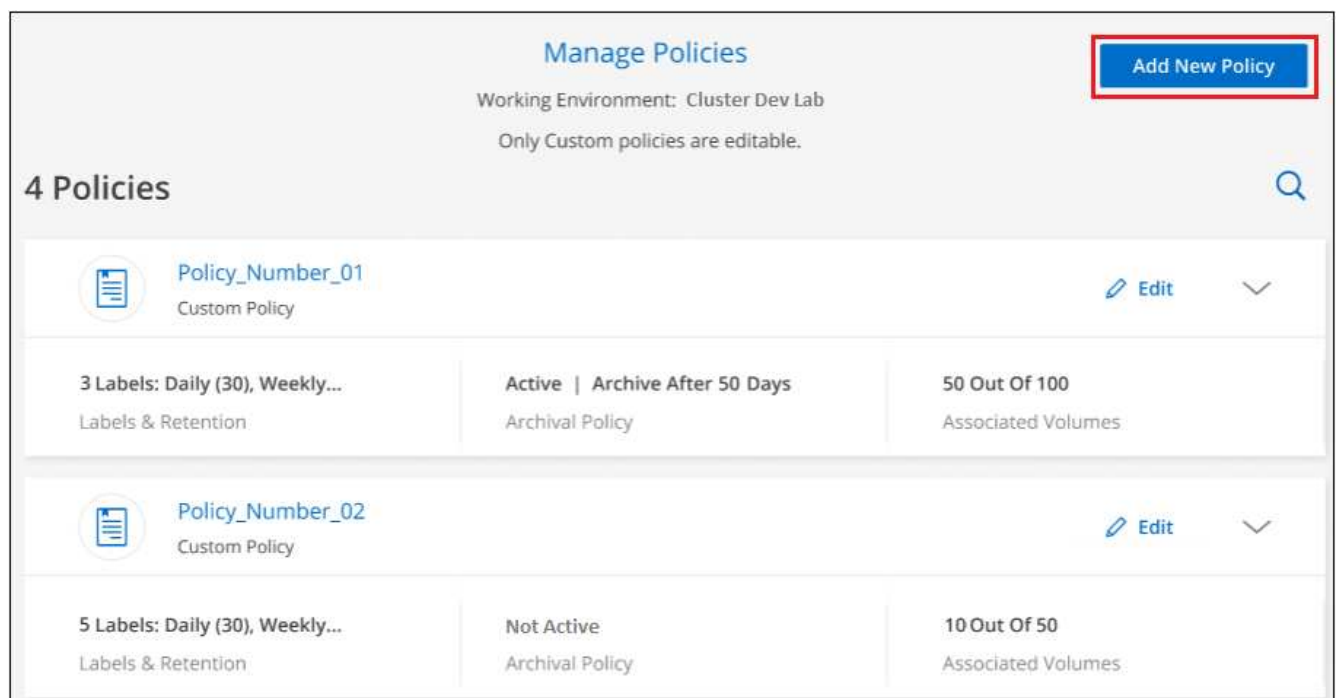 Manage Policies
Add New Policy
Working Environment: Cluster Dev Lab
Only Custom policies are editable.
4 Policies
Policy_Number_01
Custom Policy
Edit
3 Labels: Daily (30), Weekly...
Active | Archive After 50 Days
50 Out Of 100
Labels & Retention
Archival Policy
Associated Volumes
Policy_Number_02
Custom Policy
Edit
5 Labels: Daily (30), Weekly...
Not Active
10 Out Of 50
Labels & Retention
Archival Policy
Associated Volumes